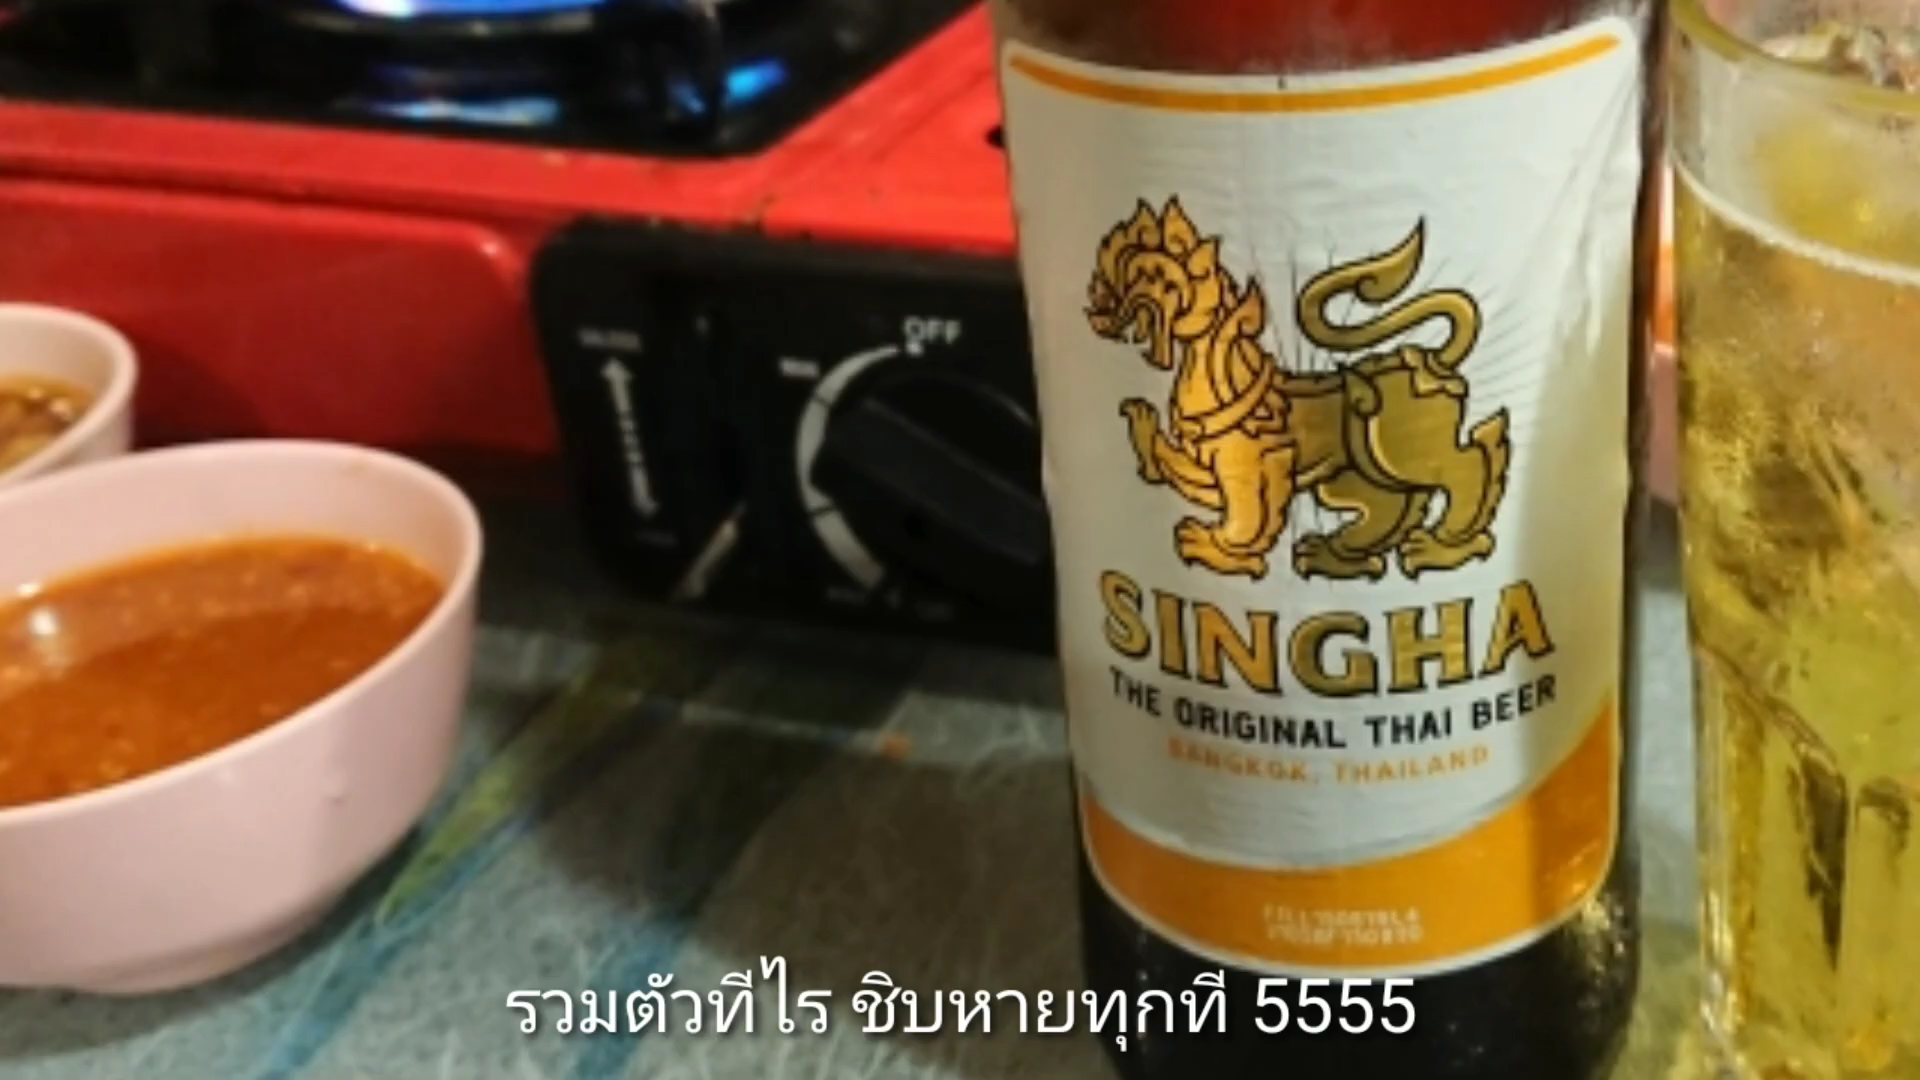 OFF
SINGHA
THE ORIGINAL THAI BEER
BANGKOK, THAILAND
รวมตัวทีไร ชิบหายทุกที 5555